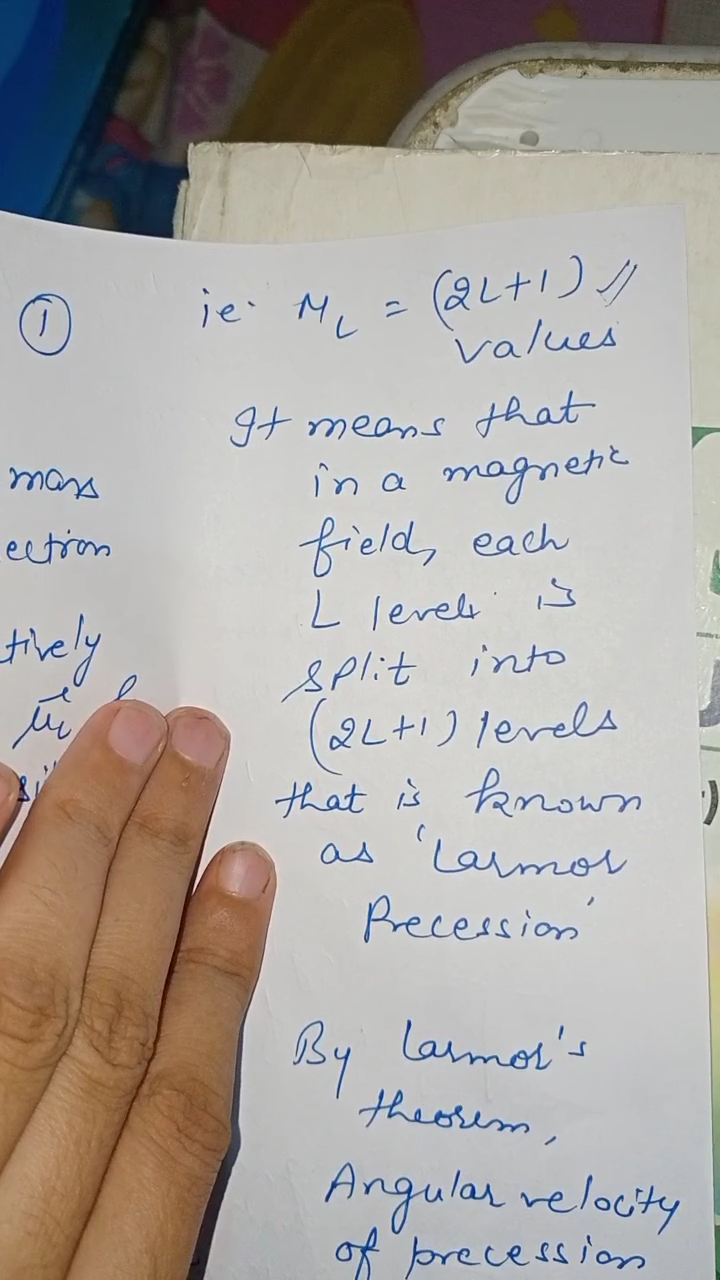 ①
mass
ectron
tively
ie. M_L = (2L+1) //
values
It means that
in a magnetic
field, each
L levels is
split into
(2L+1) levels
that is known
as 'Larmor
Precession'
By Larmor's
theorem,
Angular velocity
of precession